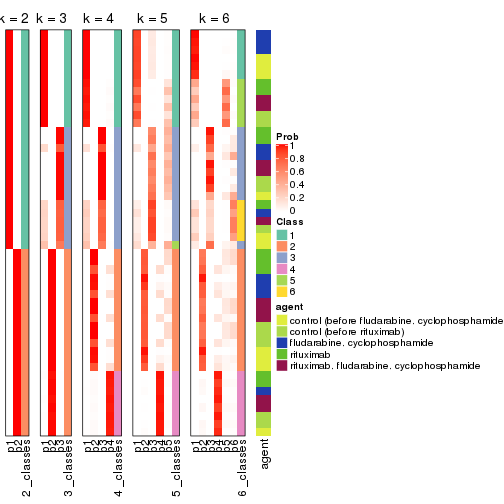 k = 2
k = 3
k = 4
k = 5
k = 6
Prob
1
0.8
0.6
0.4
0.2
0
Class
1
2
3
4
5
6
agent
control (before fludarabine. cyclophosphamide
control (before rituximab)
fludarabine. cyclophosphamide
rituximab
rituximab. fludarabine. cyclophosphamide
p1
p2
2_classes
p1
p2
p3
3_classes
p1
p2
p3
p4
4_classes
p1
p2
p3
p4
p5
5_classes
p1
p2
p3
p4
p5
p6
6_classes
agent